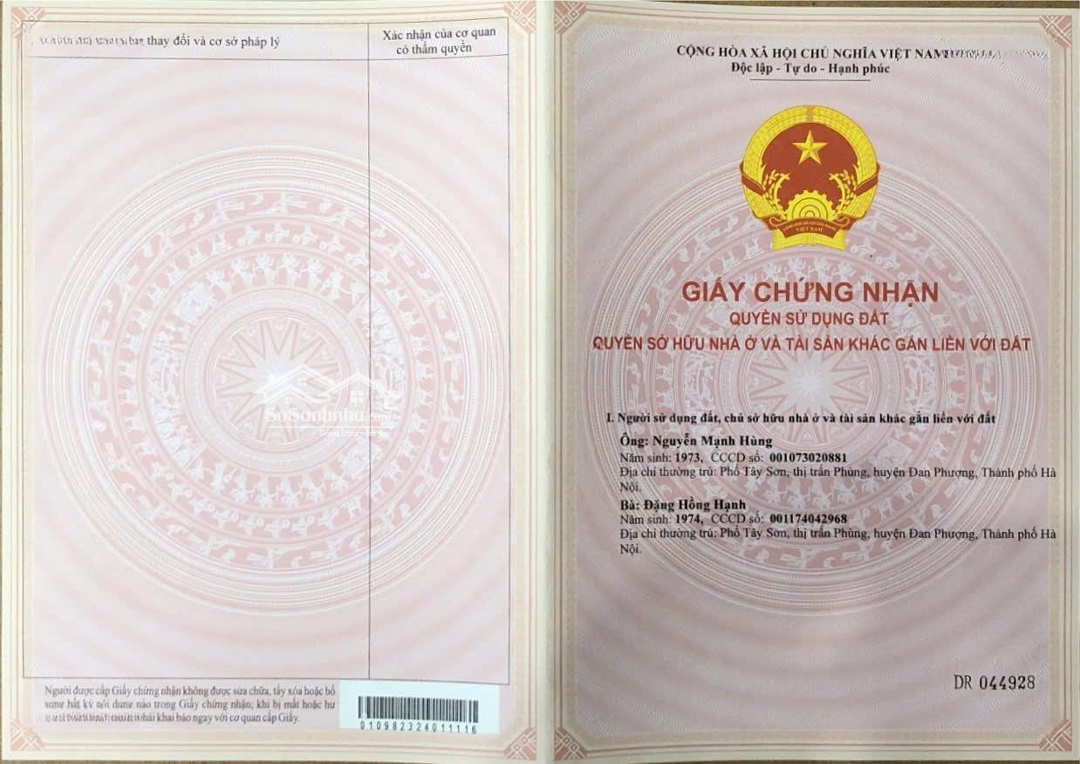 thay đổi và cơ sở pháp lý
Xác nhận của cơ quan
có thẩm quyền
Người được cấp Giấy chứng nhận không được sửa chữa, tẩy xóa hoặc bổ
sung bất kỳ nội dung nào trong Giấy chứng nhận; khi bị mất hoặc hư
khai báo ngay với cơ quan cấp Giấy.
010982324011116
CỘNG HÒA XÃ HỘI CHỦ NGHĨA VIỆT NAM
Độc lập - Tự do - Hạnh phúc
VIỆT NAM
GIẤY CHỨNG NHẬN
QUYỀN SỬ DỤNG ĐẤT
QUYỀN SỞ HỮU NHÀ Ở VÀ TÀI SẢN KHÁC GẮN LIỀN VỚI ĐẤT
I. Người sử dụng đất, chủ sở hữu nhà ở và tài sản khác gắn liền với đất
Ông: Nguyễn Mạnh Hùng
Năm sinh: 1973, CCCD số: 001073020881
Địa chỉ thường trú: Phố Tây Sơn, thị trấn Phùng, huyện Đan Phượng, Thành phố Hà
Nội.
Bà: Đặng Hồng Hạnh
Năm sinh: 1974, CCCD số: 001174042968
Địa chỉ thường trú: Phố Tây Sơn, thị trấn Phùng, huyện Đan Phượng, Thành phố Hà
Nội.
DR 044928